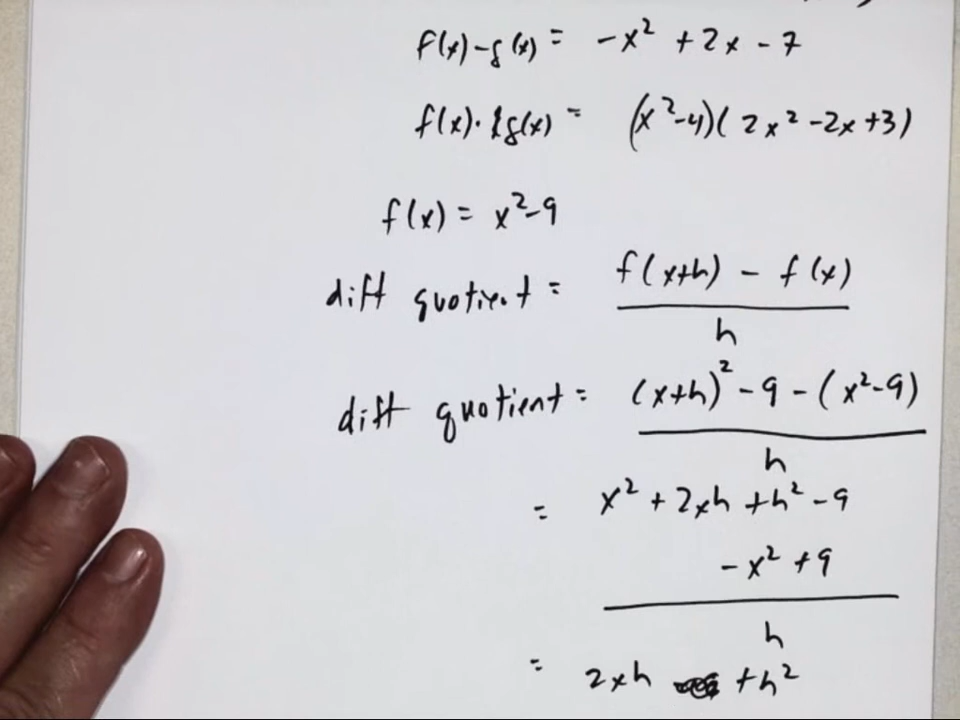 f(x)-g(x) = -x² + 2x - 7
f(x)· g(x) = (x²-4)(2x²-2x+3)
f(x) = x²-9
diff quotient = f(x+h) - f(x)
h
diff quotient = (x+h)² - 9 - (x²-9)
h
= x² + 2xh + h² - 9
-x² + 9
h
= 2xh + h²